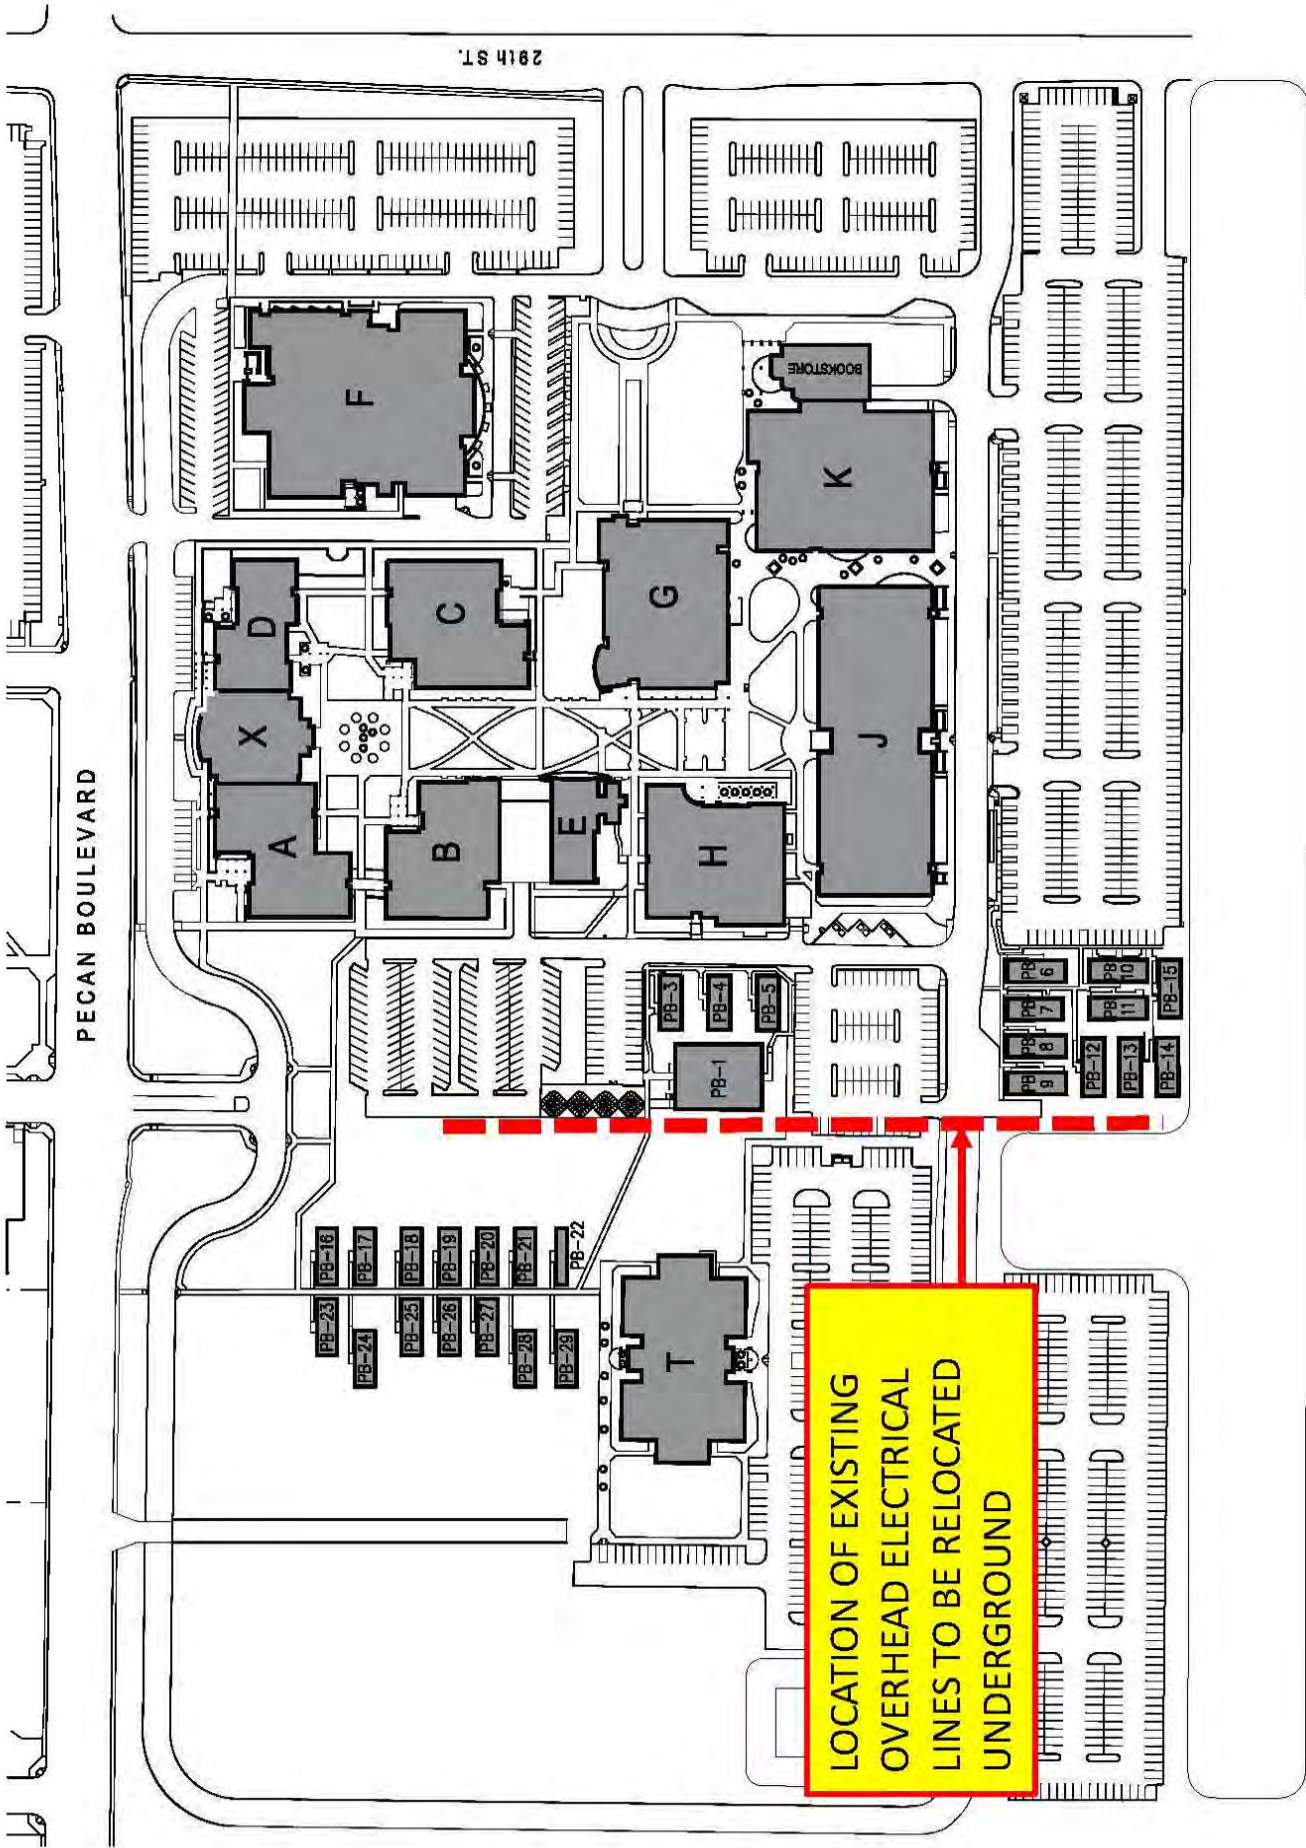 PECAN BOULEVARD
29th ST.
A
X
D
F
B
C
E
G
H
J
K
BOOKSTORE
T
PB-1
PB-3
PB-4
PB-5
PB
6
PB
7
PB
8
PB
9
PB
10
PB
11
PB-12
PB-13
PB-14
PB-15
PB-16
PB-17
PB-18
PB-19
PB-20
PB-21
PB-22
PB-23
PB-24
PB-25
PB-26
PB-27
PB-28
PB-29
LOCATION OF EXISTING
OVERHEAD ELECTRICAL
LINES TO BE RELOCATED
UNDERGROUND